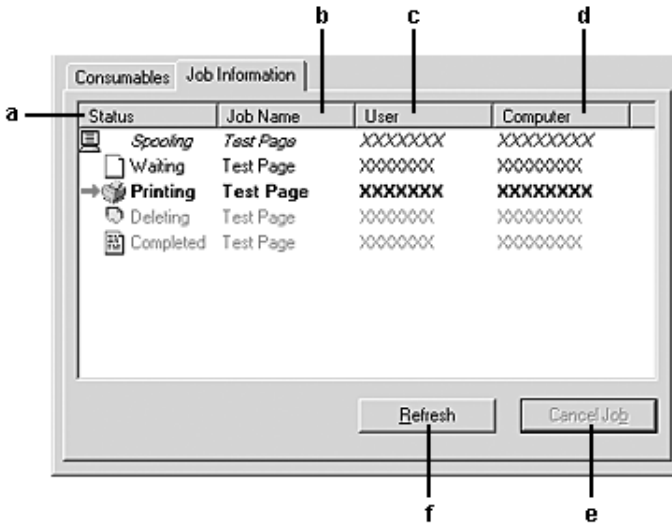 b c d
Consumables Job Information
a Status Job Name User Computer
Spooling Test Page XXXXXXX XXXXXXXX
Waiting Test Page XXXXXXX XXXXXXXX
Printing Test Page XXXXXXX XXXXXXXX
Deleting Test Page XXXXXXX XXXXXXXX
Completed Test Page XXXXXXX XXXXXXXX
Refresh Cancel Job
f e